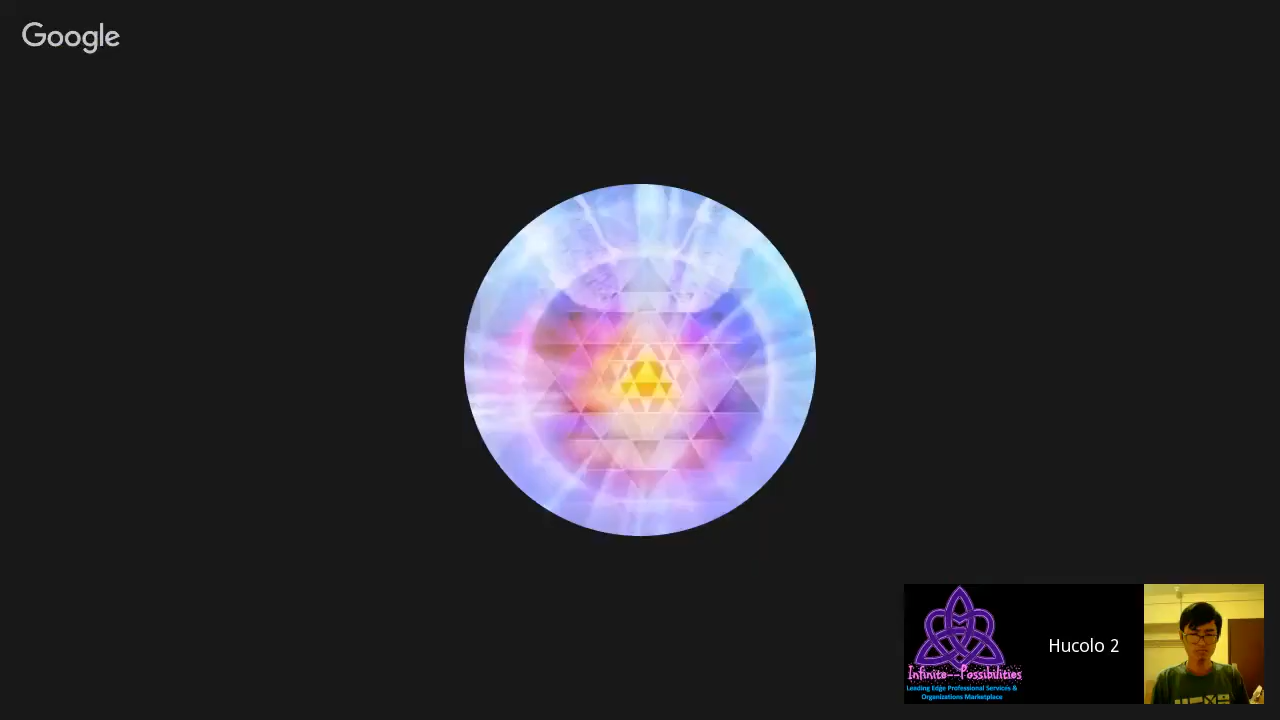 Google
Infinite--Possibilities
Leading Edge Professional Services &
Organizations Marketplace
Hucolo 2